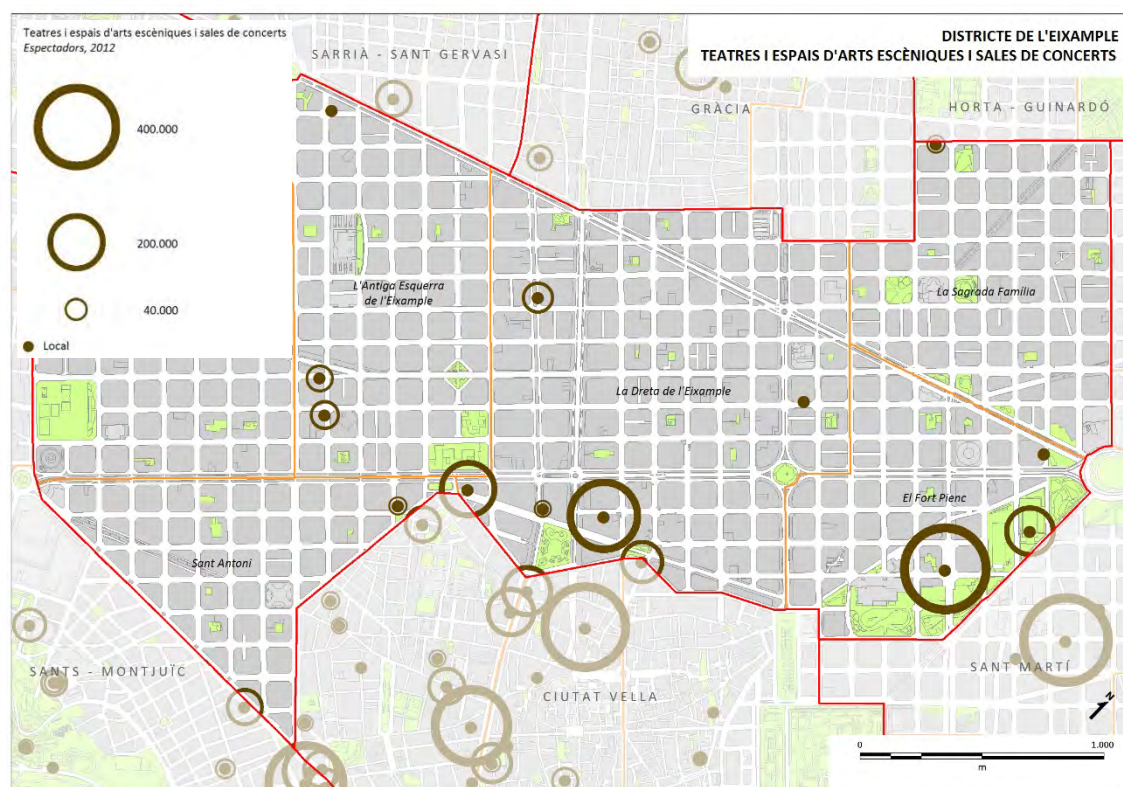 Teatres i espais d'arts escèniques i sales de concerts
Espectadors, 2012
400.000
200.000
40.000
Local
DISTRICTE DE L'EIXAMPLE
TEATRES I ESPAIS D'ARTS ESCÈNIQUES I SALES DE CONCERTS
SARRIÀ - SANT GERVASI
GRÀCIA
HORTA - GUINARDÓ
L'Antiga Esquerra
de l'Eixample
La Sagrada Família
La Dreta de l'Eixample
El Fort Pienc
Sant Antoni
SANTS - MONTJUÏC
CIUTAT VELLA
SANT MARTÍ
N
0 1.000
m